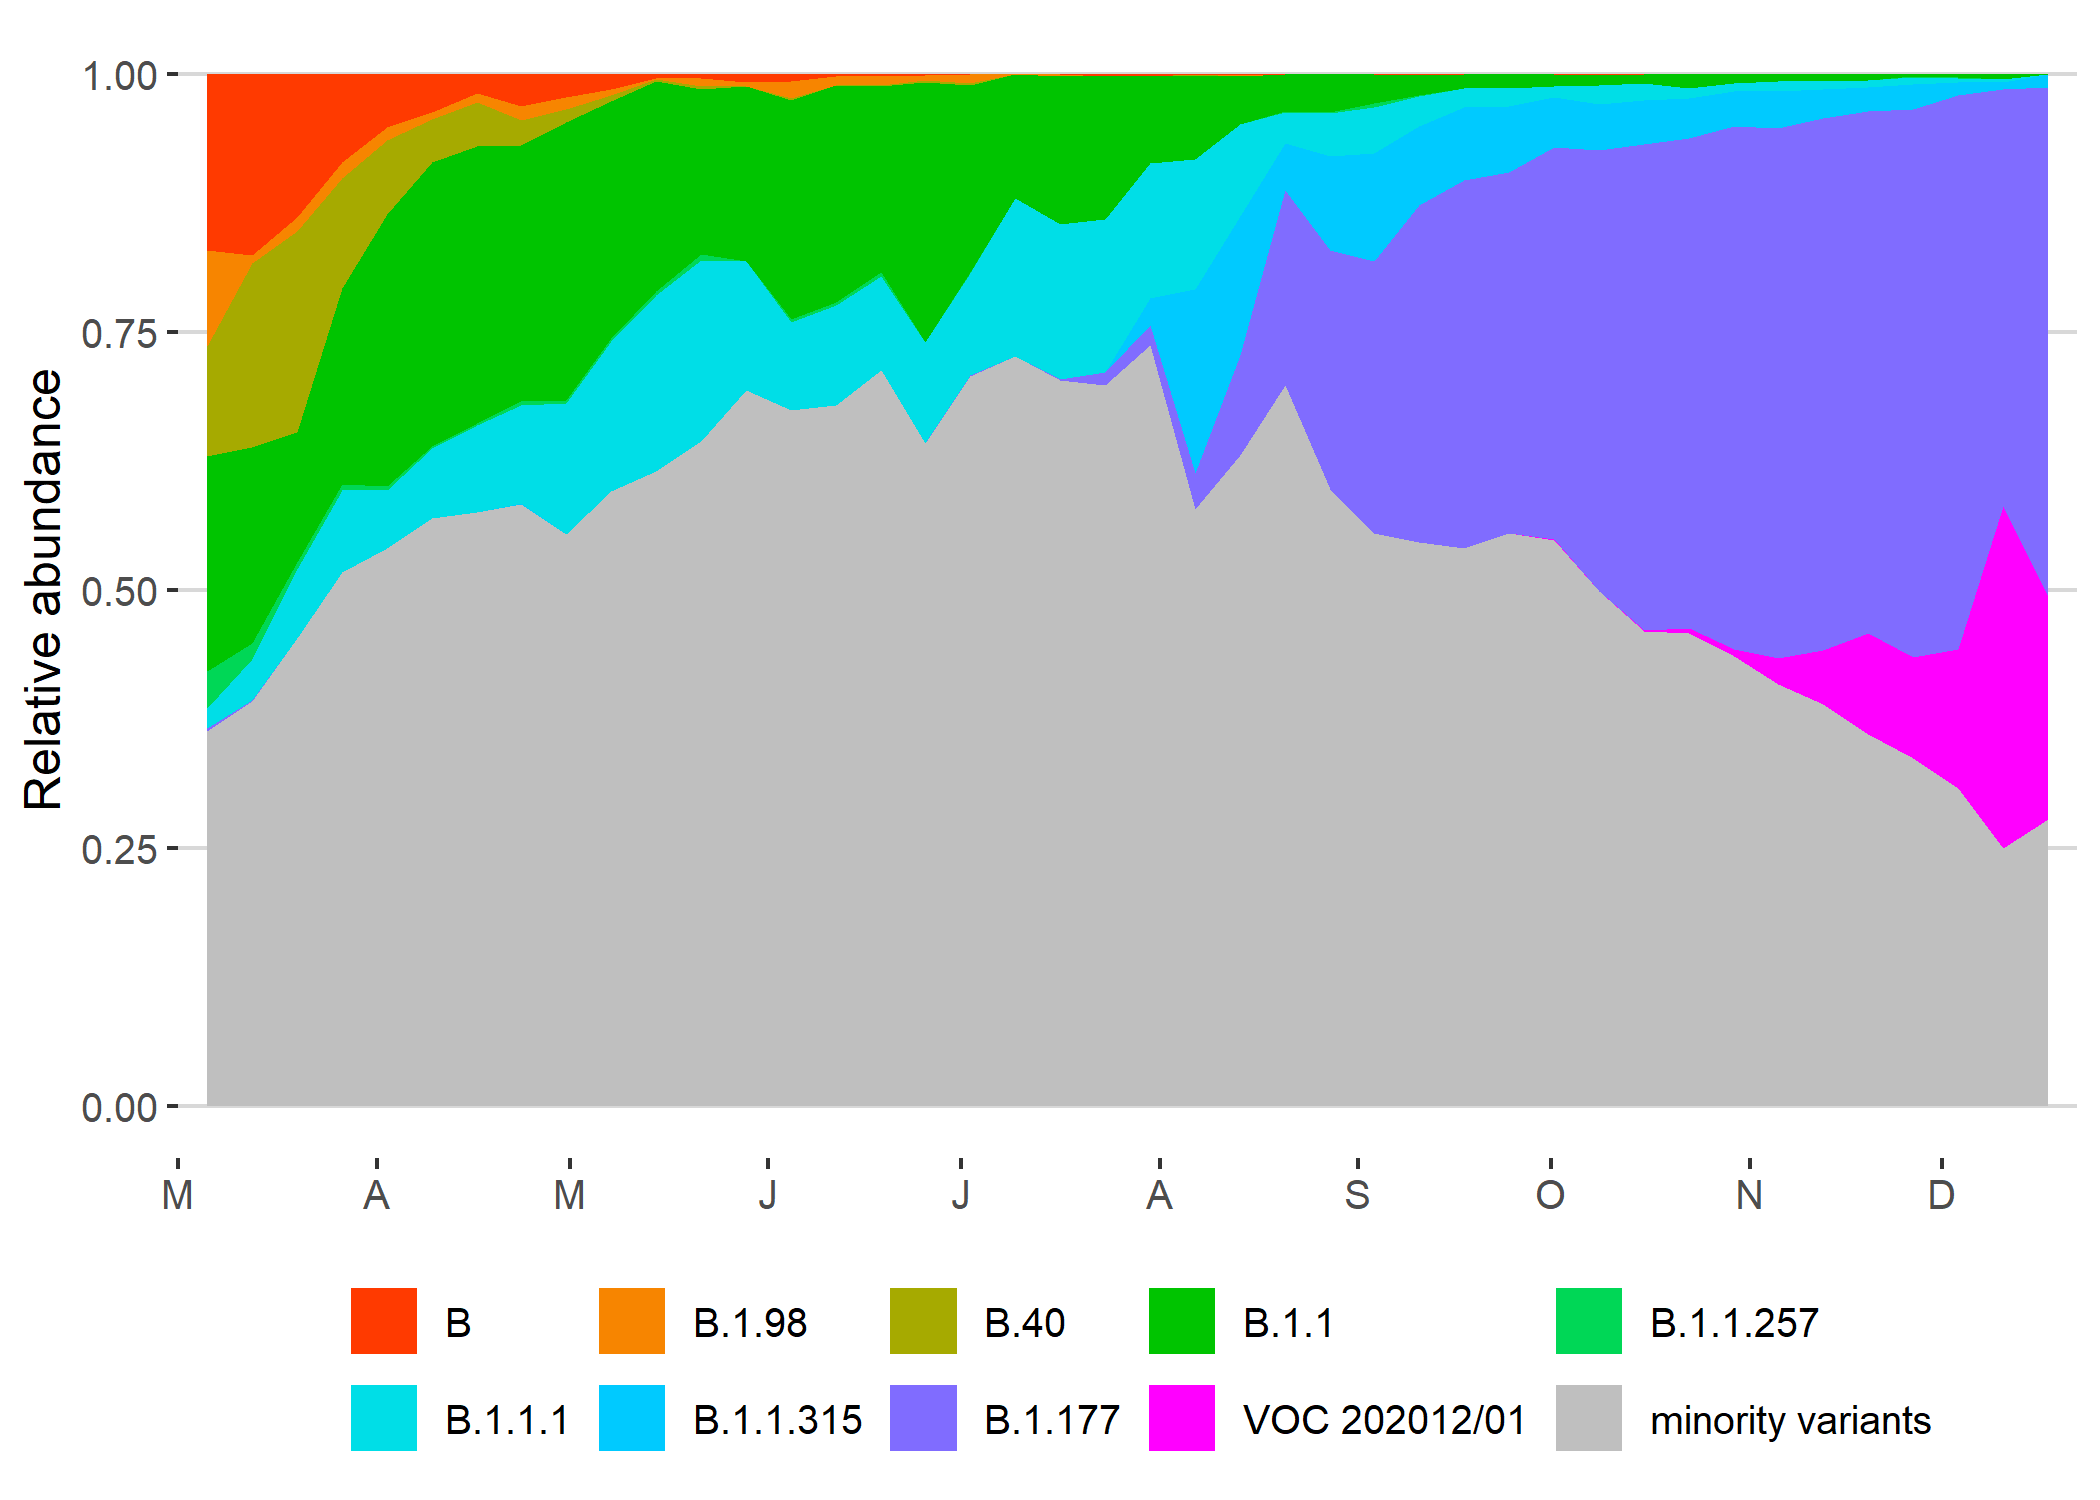 1.00
0.75
0.50
0.25
0.00
Relative abundance
M A M J J A S O N D
B B.1.98 B.40 B.1.1 B.1.1.257
B.1.1.1 B.1.1.315 B.1.177 VOC 202012/01 minority variants